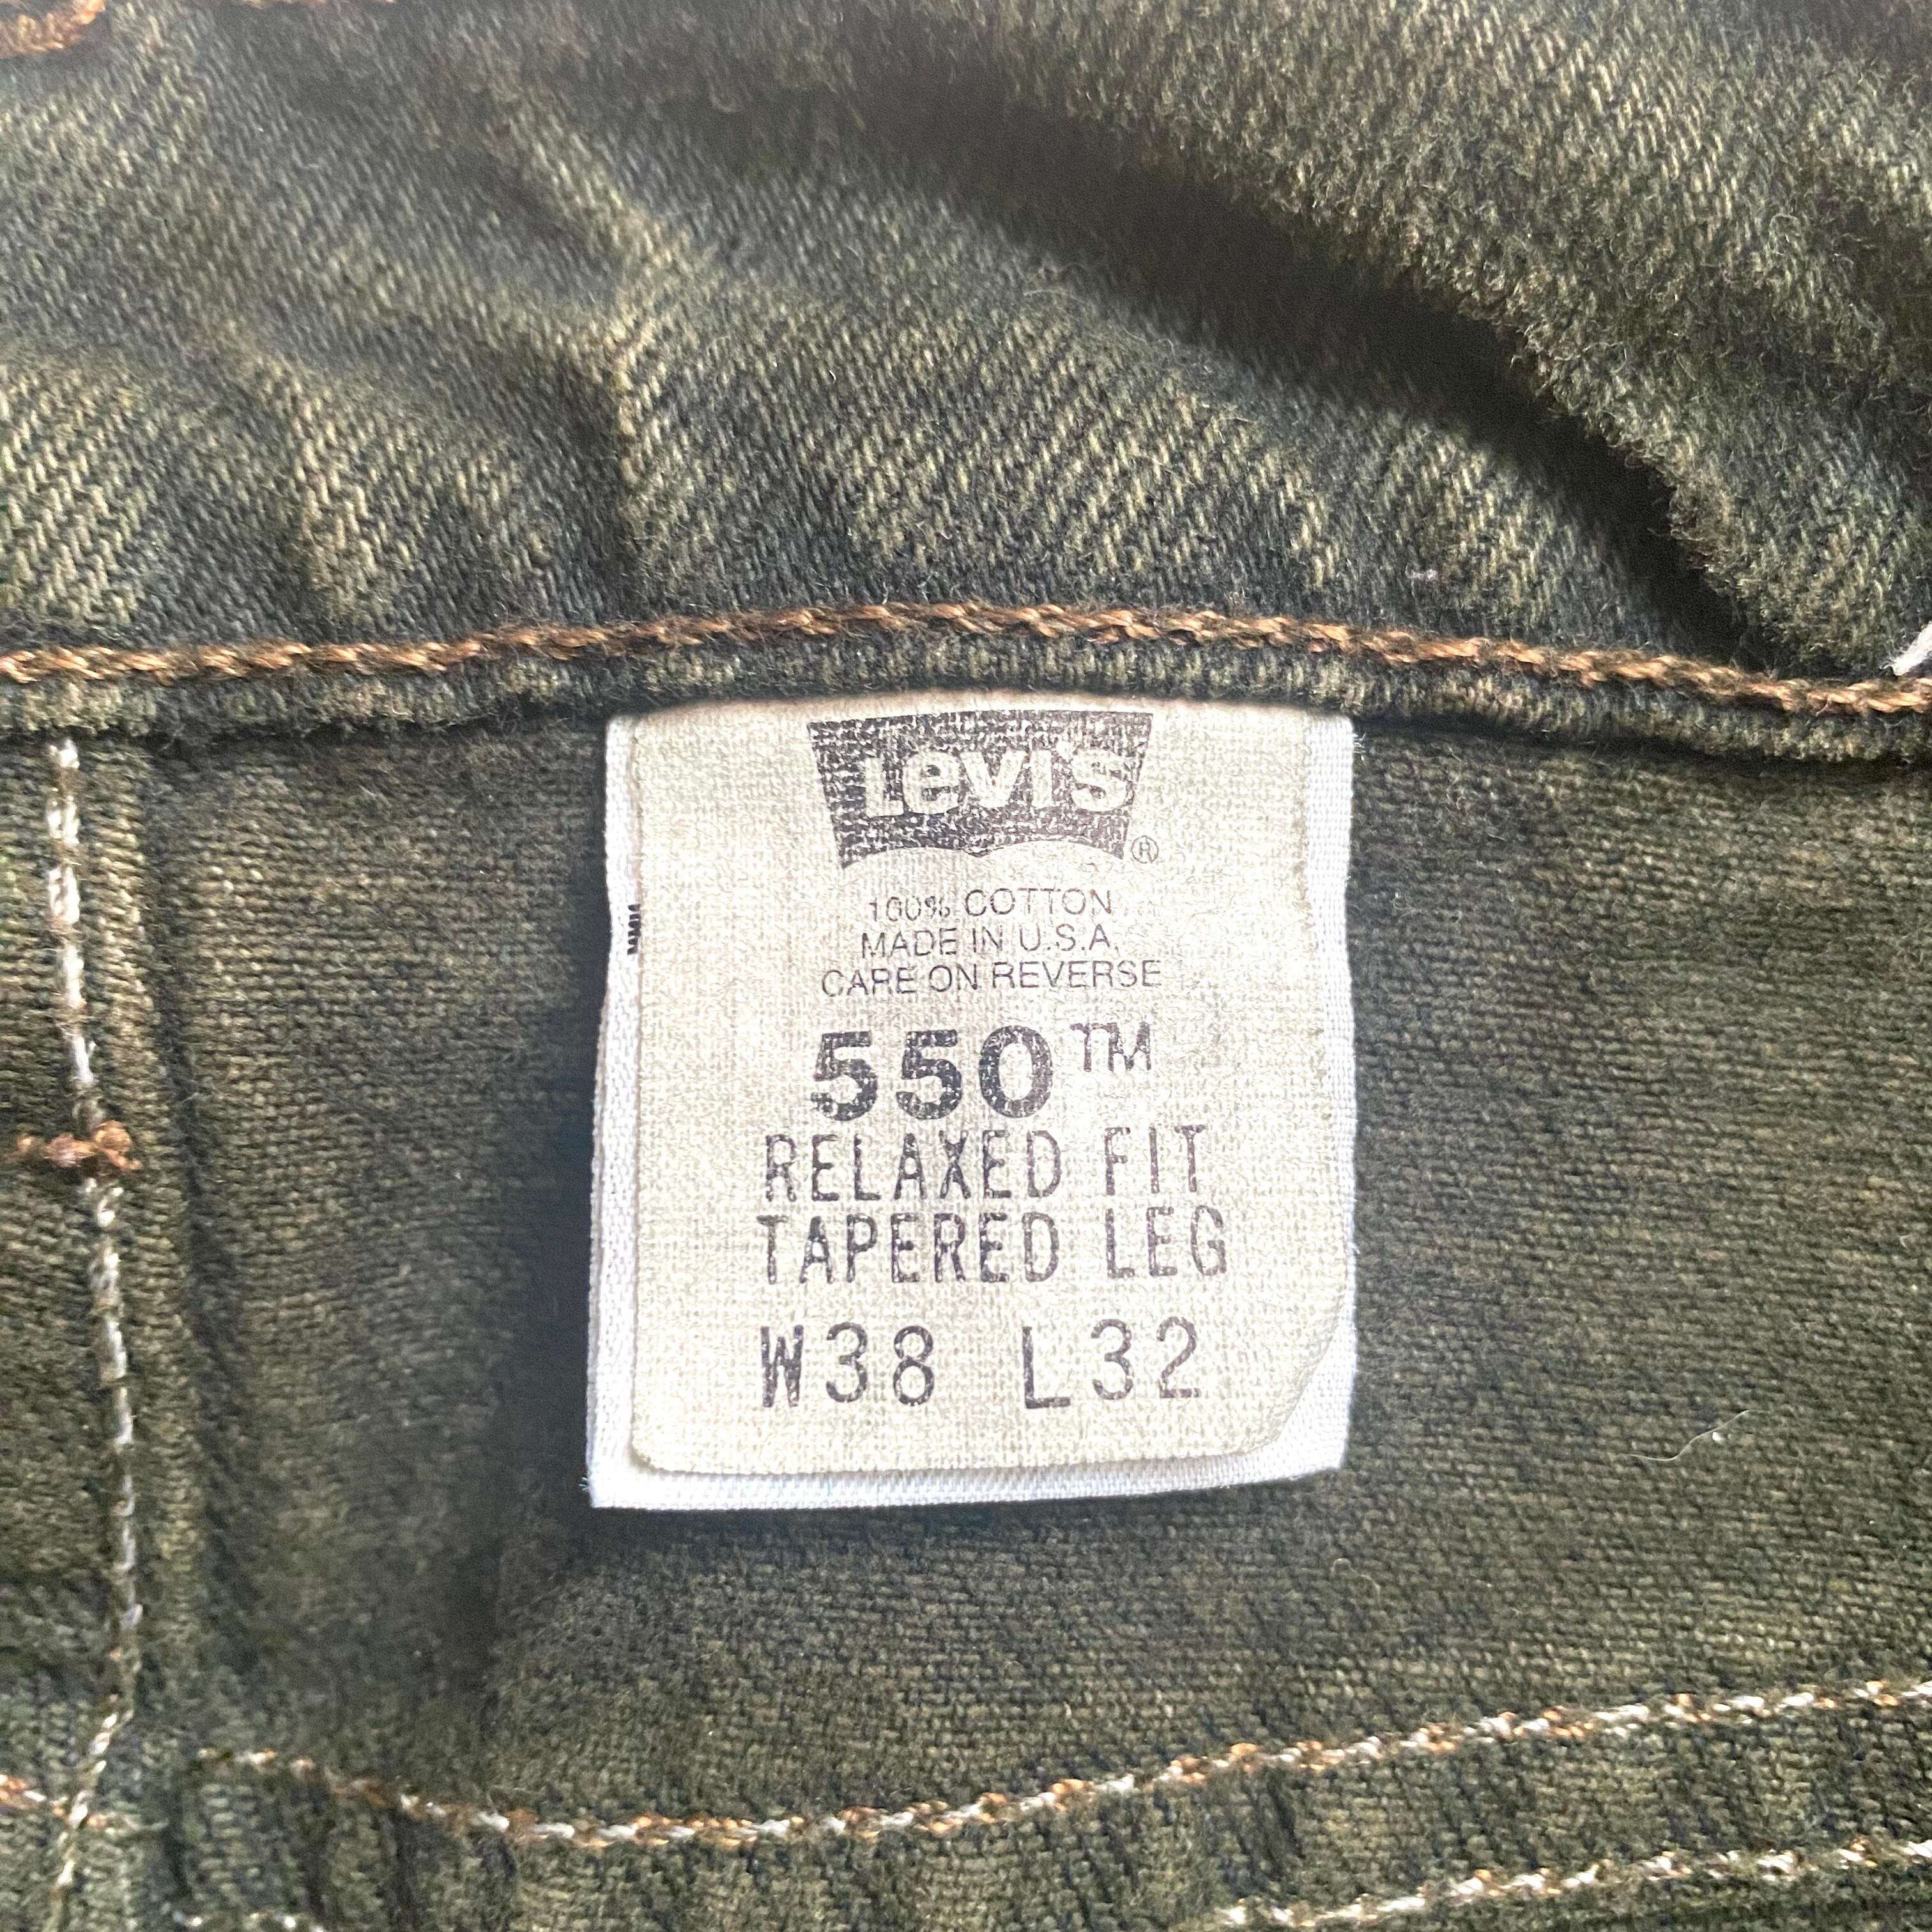 Levi's
®
100% COTTON
MADE IN U.S.A.
CARE ON REVERSE
550™
RELAXED FIT
TAPERED LEG
W38 L32